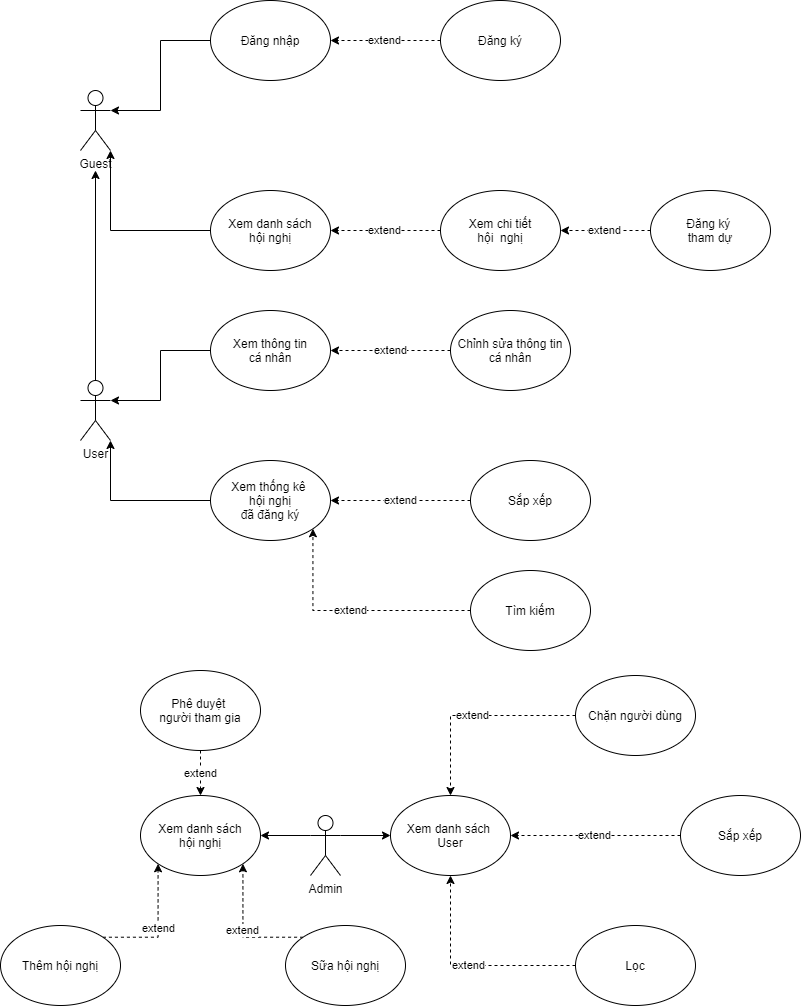 Đăng nhập
extend
Đăng ký
Guest
Xem danh sách
hội nghị
extend
Xem chi tiết
hội nghị
extend
Đăng ký
tham dự
Xem thông tin
cá nhân
extend
Chỉnh sửa thông tin
cá nhân
User
Xem thống kê
hội nghị
đã đăng ký
extend
Sắp xếp
extend
Tìm kiếm
Phê duyệt
người tham gia
extend
Chặn người dùng
extend
Xem danh sách
hội nghị
Admin
Xem danh sách
User
extend
Sắp xếp
extend
extend
Thêm hội nghị
Sữa hội nghị
extend
Lọc